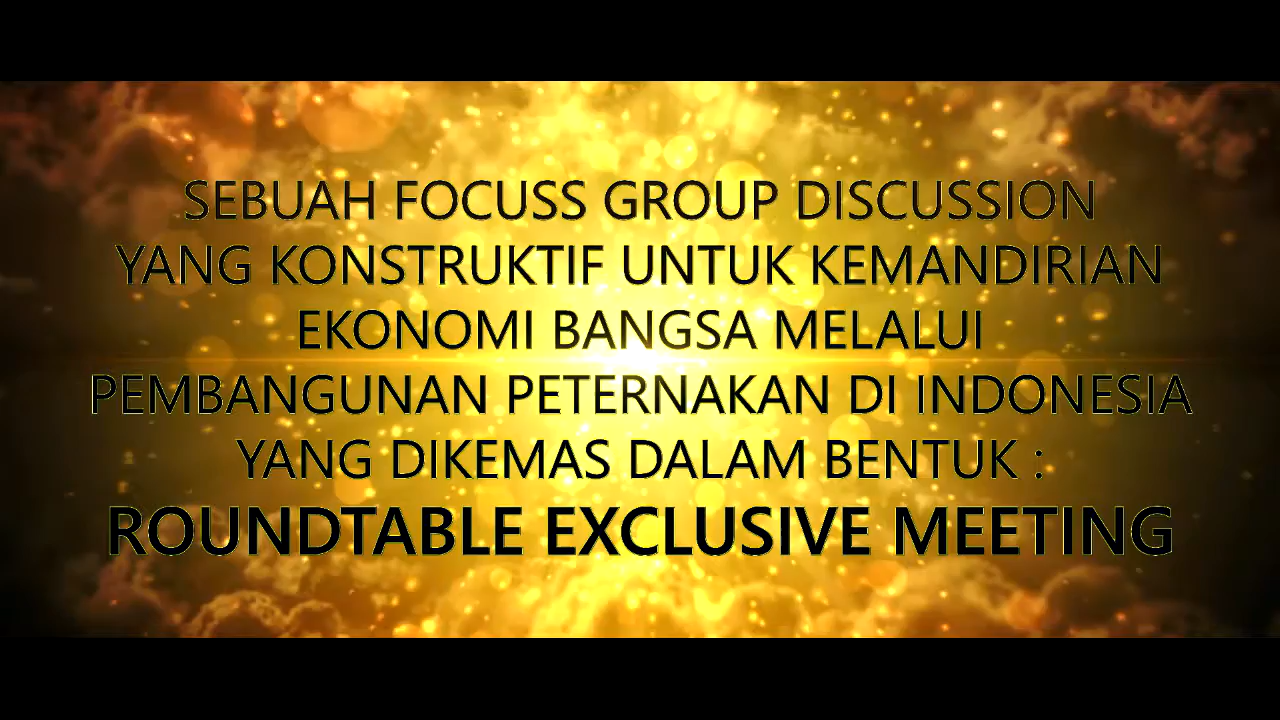 SEBUAH FOCUSS GROUP DISCUSSION
YANG KONSTRUKTIF UNTUK KEMANDIRIAN
EKONOMI BANGSA MELALUI
PEMBANGUNAN PETERNAKAN DI INDONESIA
YANG DIKEMAS DALAM BENTUK :
ROUNDTABLE EXCLUSIVE MEETING